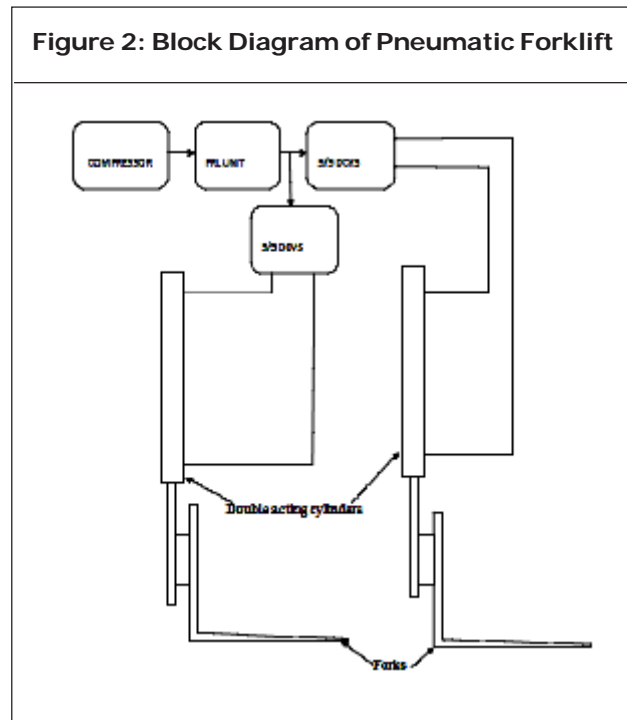 Figure 2: Block Diagram of Pneumatic Forklift
COMPRESSOR
FRL UNIT
5/3 DCVS
5/3 DCVS
Double acting cylinders
Forks